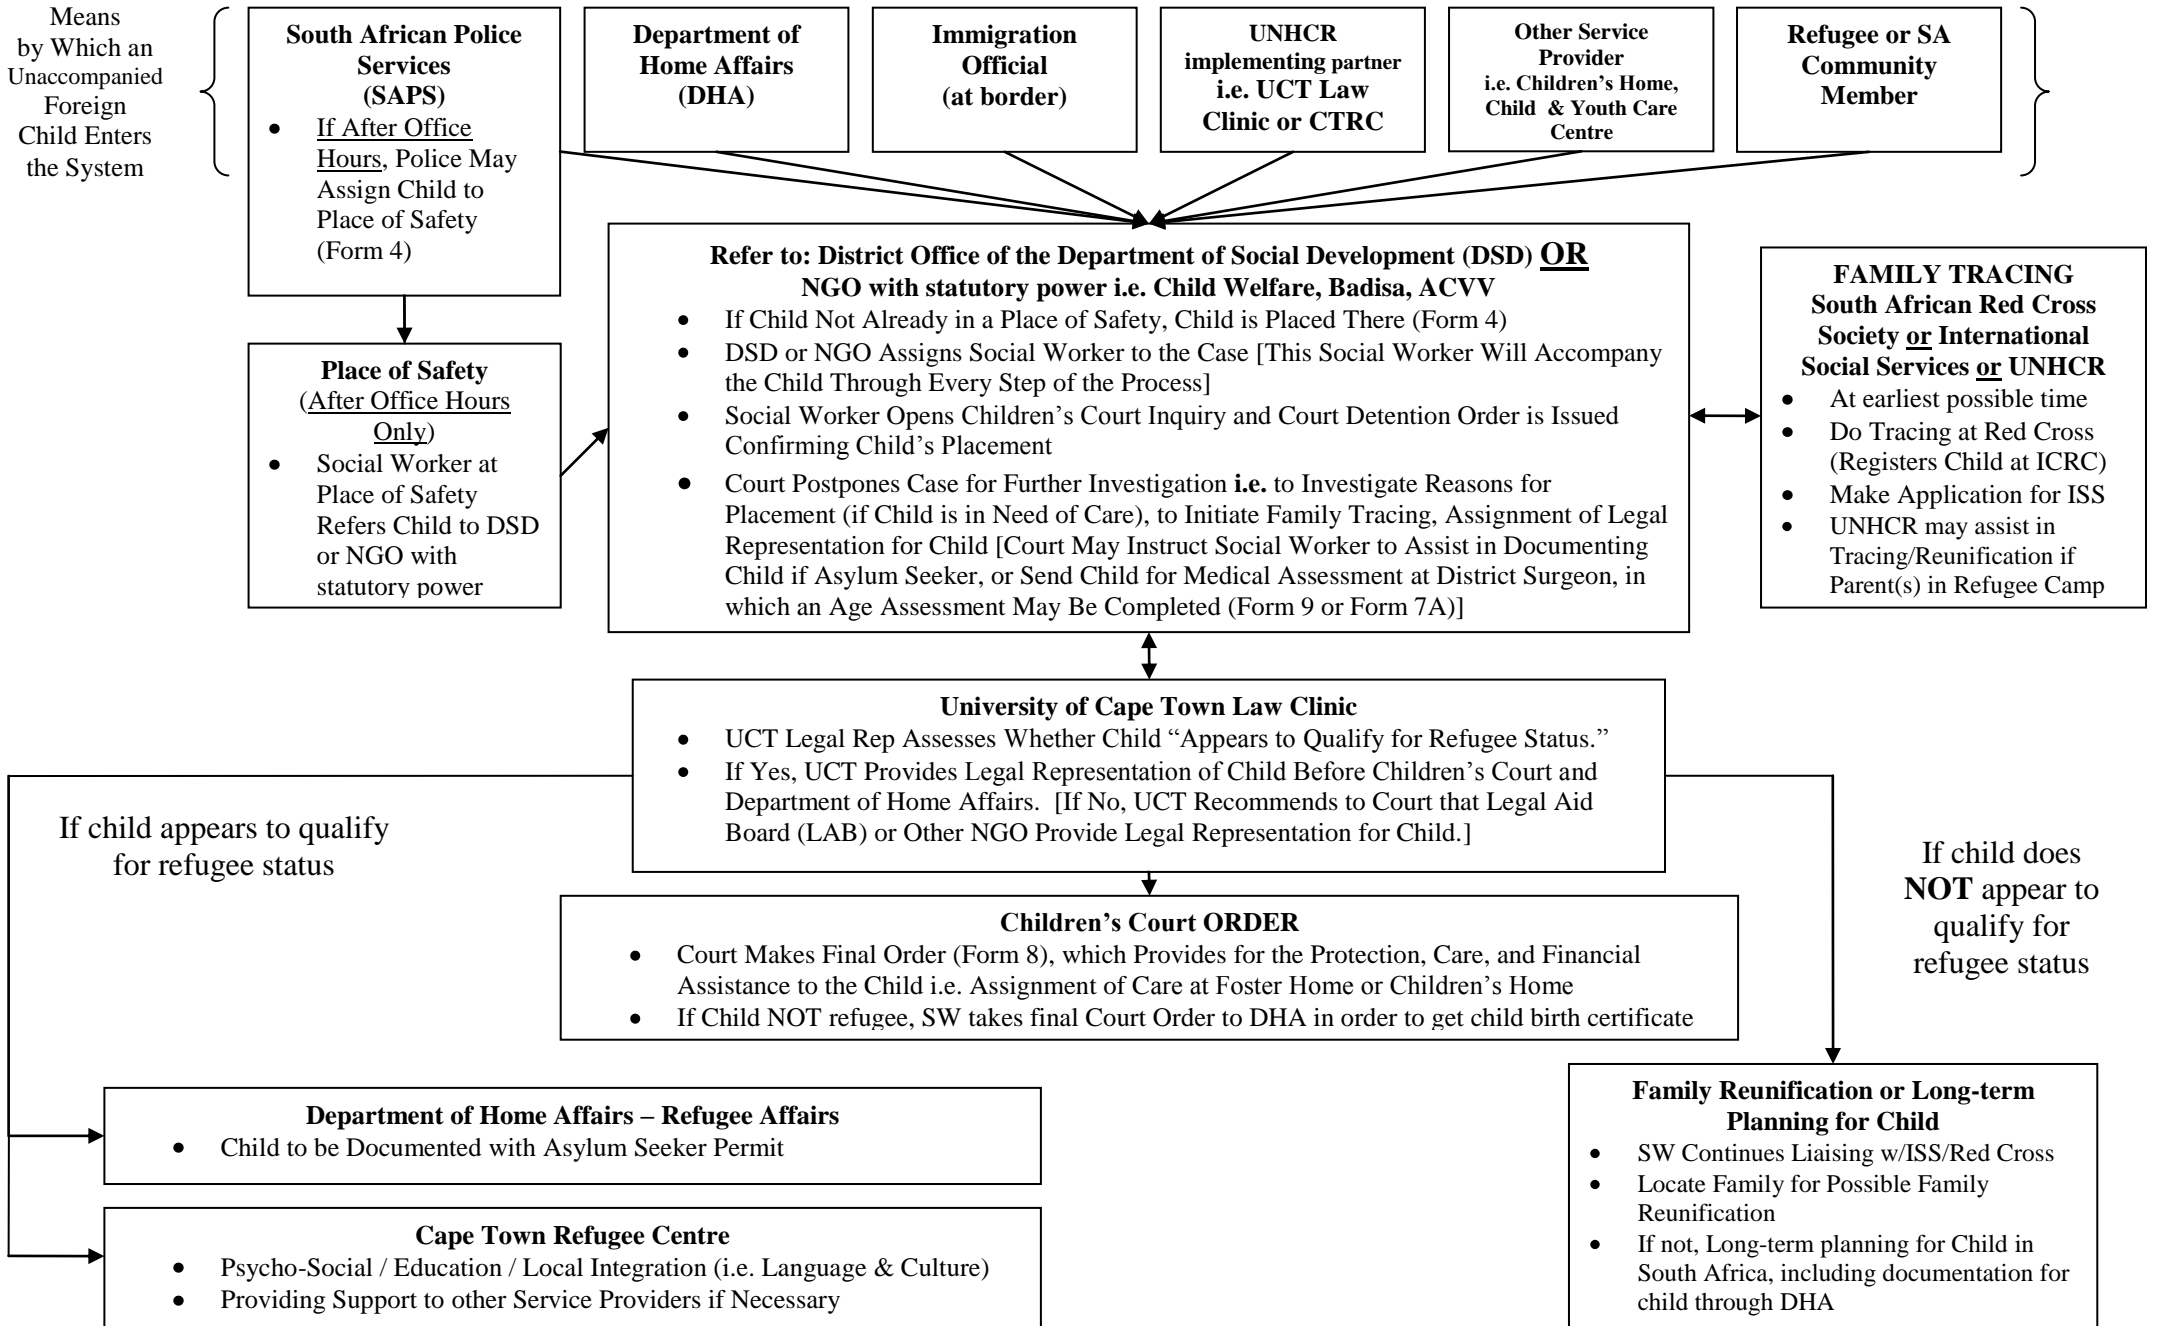 Means
by Which an
Unaccompanied
Foreign
Child Enters
the System
South African Police
Services
(SAPS)
• If After Office
Hours, Police May
Assign Child to
Place of Safety
(Form 4)
Department of
Home Affairs
(DHA)
Immigration
Official
(at border)
UNHCR
implementing partner
i.e. UCT Law
Clinic or CTRC
Other Service
Provider
i.e. Children’s Home,
Child & Youth Care
Centre
Refugee or SA
Community
Member
Place of Safety
(After Office Hours
Only)
• Social Worker at
Place of Safety
Refers Child to DSD
or NGO with
statutory power
Refer to: District Office of the Department of Social Development (DSD) OR
NGO with statutory power i.e. Child Welfare, Badisa, ACVV
• If Child Not Already in a Place of Safety, Child is Placed There (Form 4)
• DSD or NGO Assigns Social Worker to the Case [This Social Worker Will Accompany
the Child Through Every Step of the Process]
• Social Worker Opens Children’s Court Inquiry and Court Detention Order is Issued
Confirming Child’s Placement
• Court Postpones Case for Further Investigation i.e. to Investigate Reasons for
Placement (if Child is in Need of Care), to Initiate Family Tracing, Assignment of Legal
Representation for Child [Court May Instruct Social Worker to Assist in Documenting
Child if Asylum Seeker, or Send Child for Medical Assessment at District Surgeon, in
which an Age Assessment May Be Completed (Form 9 or Form 7A)]
FAMILY TRACING
South African Red Cross
Society or International
Social Services or UNHCR
• At earliest possible time
• Do Tracing at Red Cross
(Registers Child at ICRC)
• Make Application for ISS
• UNHCR may assist in
Tracing/Reunification if
Parent(s) in Refugee Camp
University of Cape Town Law Clinic
• UCT Legal Rep Assesses Whether Child “Appears to Qualify for Refugee Status.”
• If Yes, UCT Provides Legal Representation of Child Before Children’s Court and
Department of Home Affairs. [If No, UCT Recommends to Court that Legal Aid
Board (LAB) or Other NGO Provide Legal Representation for Child.]
If child appears to qualify
for refugee status
If child does
NOT appear to
qualify for
refugee status
Children’s Court ORDER
• Court Makes Final Order (Form 8), which Provides for the Protection, Care, and Financial
Assistance to the Child i.e. Assignment of Care at Foster Home or Children’s Home
• If Child NOT refugee, SW takes final Court Order to DHA in order to get child birth certificate
Department of Home Affairs – Refugee Affairs
• Child to be Documented with Asylum Seeker Permit
Cape Town Refugee Centre
• Psycho-Social / Education / Local Integration (i.e. Language & Culture)
• Providing Support to other Service Providers if Necessary
Family Reunification or Long-term
Planning for Child
• SW Continues Liaising w/ISS/Red Cross
• Locate Family for Possible Family
Reunification
• If not, Long-term planning for Child in
South Africa, including documentation for
child through DHA